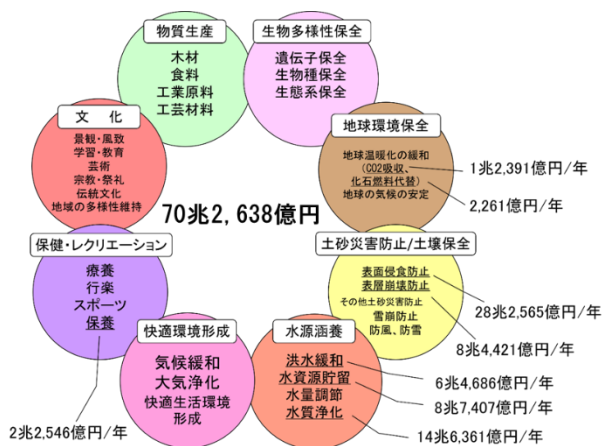 物質生産
木材
食料
工業原料
工芸材料
生物多様性保全
遺伝子保全
生物種保全
生態系保全
文 化
景観・風致
学習・教育
芸術
宗教・祭礼
伝統文化
地域の多様性維持
地球環境保全
地球温暖化の緩和
(CO2吸収、
化石燃料代替)
地球の気候の安定
1兆2,391億円/年
2,261億円/年
70兆2,638億円
保健・レクリエーション
療養
行楽
スポーツ
保養
2兆2,546億円/年
土砂災害防止/土壌保全
表面侵食防止
表層崩壊防止
その他土砂災害防止
雪崩防止
防風、防雪
28兆2,565億円/年
8兆4,421億円/年
快適環境形成
気候緩和
大気浄化
快適生活環境
形成
水源涵養
洪水緩和
水資源貯留
水量調節
水質浄化
6兆4,686億円/年
8兆7,407億円/年
14兆6,361億円/年